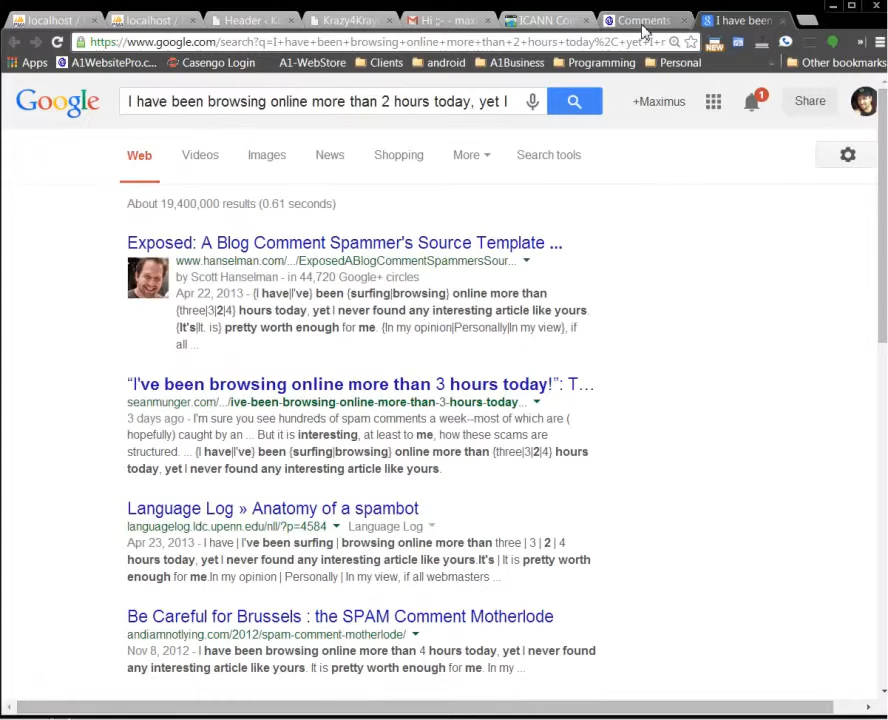 localhost /
localhost /
Header - K
Krazy4Kray
Hi ;;- - max
ICANN Co
Comments
I have been
https://www.google.com/search?q=I+have+been+browsing+online+more+than+2+hours+today%2C+yet+I+r
NEW
Apps A1WebsitePro.c... Casengo Login A1-WebStore Clients android A1Business Programming Personal » Other bookmarks
Google
I have been browsing online more than 2 hours today, yet I
+Maximus
1
Share
Web Videos Images News Shopping More Search tools
About 19,400,000 results (0.61 seconds)
Exposed: A Blog Comment Spammer's Source Template ...
www.hanselman.com/.../ExposedABlogCommentSpammersSour...
by Scott Hanselman - in 44,720 Google+ circles
Apr 22, 2013 - {I have|I've} been {surfing|browsing} online more than
{three|3|2|4} hours today, yet I never found any interesting article like yours.
{It's|It. is} pretty worth enough for me. {In my opinion|Personally|In my view}, if
all ...
“I've been browsing online more than 3 hours today!”: T...
seanmunger.com/.../ive-been-browsing-online-more-than-3-hours-today...
3 days ago - I'm sure you see hundreds of spam comments a week--most of which are (
hopefully) caught by an ... But it is interesting, at least to me, how these scams are
structured. ... {I have|I've} been {surfing|browsing} online more than {three|3|2|4} hours
today, yet I never found any interesting article like yours.
Language Log » Anatomy of a spambot
languagelog.ldc.upenn.edu/nll/?p=4584 Language Log
Apr 23, 2013 - I have | I've been surfing | browsing online more than three | 3 | 2 | 4
hours today, yet I never found any interesting article like yours.It's | It is pretty worth
enough for me.In my opinion | Personally | In my view, if all webmasters ...
Be Careful for Brussels : the SPAM Comment Motherlode
andiamnotlying.com/2012/spam-comment-motherlode/
Nov 8, 2012 - I have been browsing online more than 4 hours today, yet I never found
any interesting article like yours. It is pretty worth enough for me. In my ...